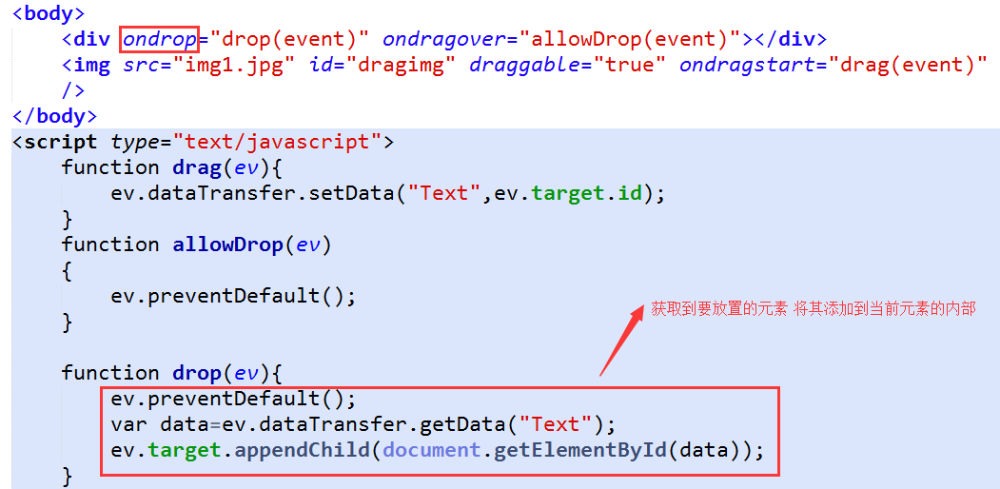 <body>
<div ondrop="drop(event)" ondragover="allowDrop(event)"></div>
<img src="img1.jpg" id="dragimg" draggable="true" ondragstart="drag(event)"
/>
</body>
<script type="text/javascript">
function drag(ev){
ev.dataTransfer.setData("Text",ev.target.id);
}
function allowDrop(ev)
{
ev.preventDefault();
}
获取到要放置的元素 将其添加到当前元素的内部
function drop(ev){
ev.preventDefault();
var data=ev.dataTransfer.getData("Text");
ev.target.appendChild(document.getElementById(data));
}